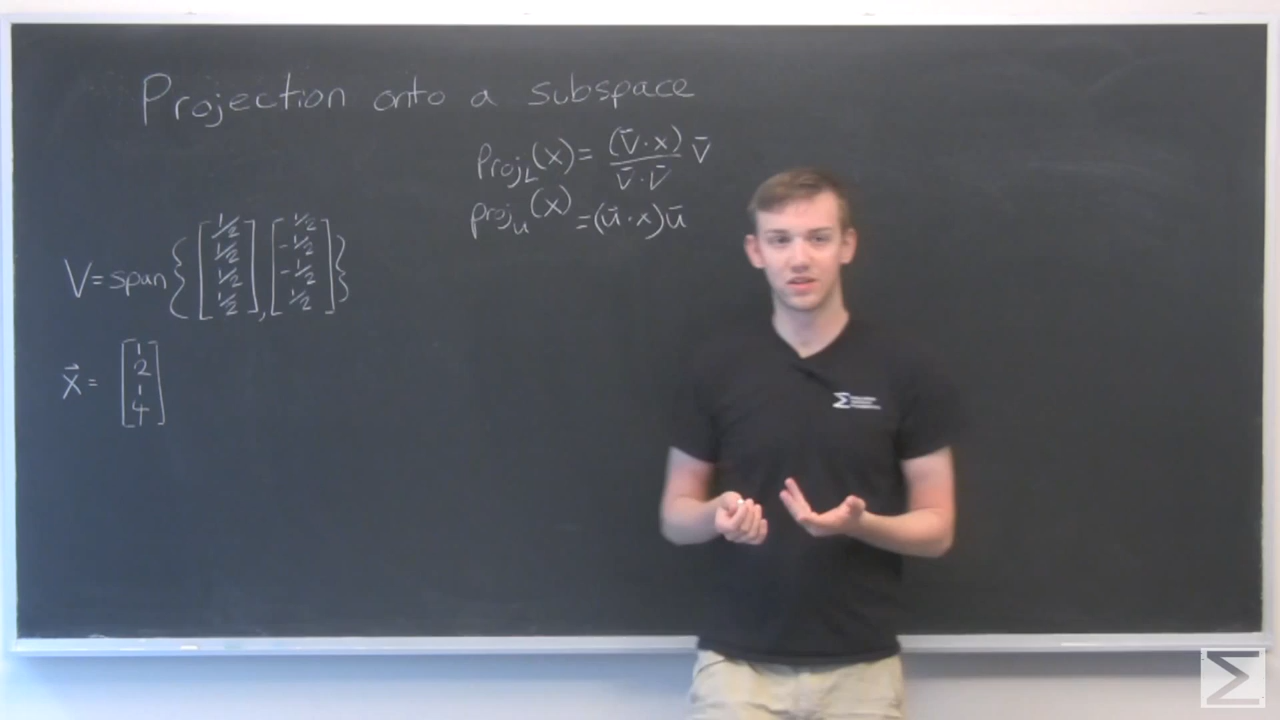 Projection onto a subspace
Proj_L(x) = (v̄·x)/(v̄·v̄) v̄
proj_u(x) = (ū·x)ū
V = span{[1/2 1/2 1/2 1/2], [1/2 -1/2 -1/2 1/2]}
x⃗ = [1 2 1 4]
Σ
Σ